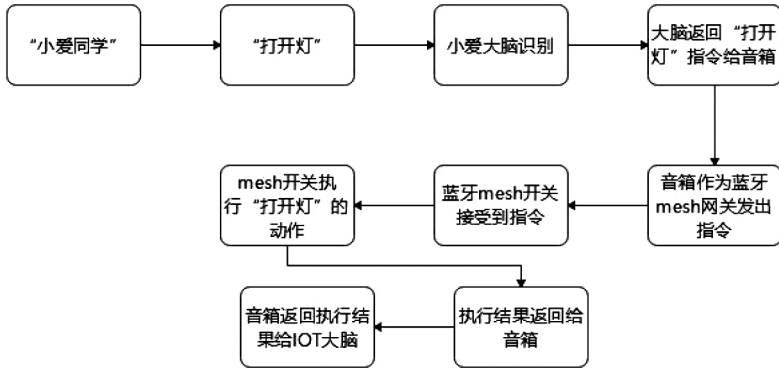 “小爱同学”
“打开灯”
小爱大脑识别
大脑返回“打开
灯”指令给音箱
音箱作为蓝牙
mesh网关发出
指令
蓝牙mesh开关
接受到指令
mesh开关执
行“打开灯”的
动作
执行结果返回给
音箱
音箱返回执行结
果给IOT大脑